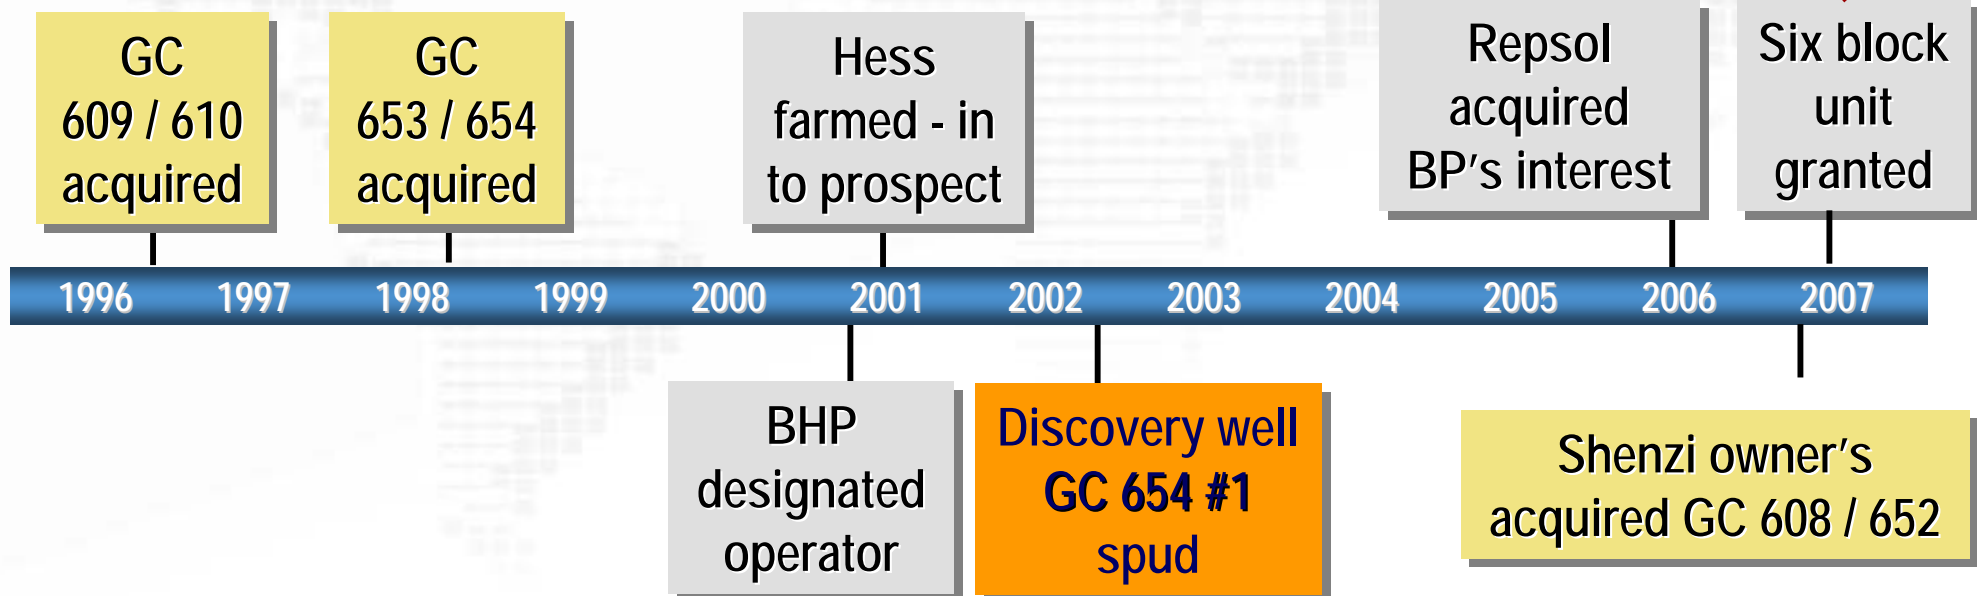 GC
609 / 610
acquired
GC
653 / 654
acquired
Hess
farmed - in
to prospect
Repsol
acquired
BP's interest
Six block
unit
granted
1996 1997 1998 1999 2000 2001 2002 2003 2004 2005 2006 2007
BHP
designated
operator
Discovery well
GC 654 #1
spud
Shenzi owner's
acquired GC 608 / 652